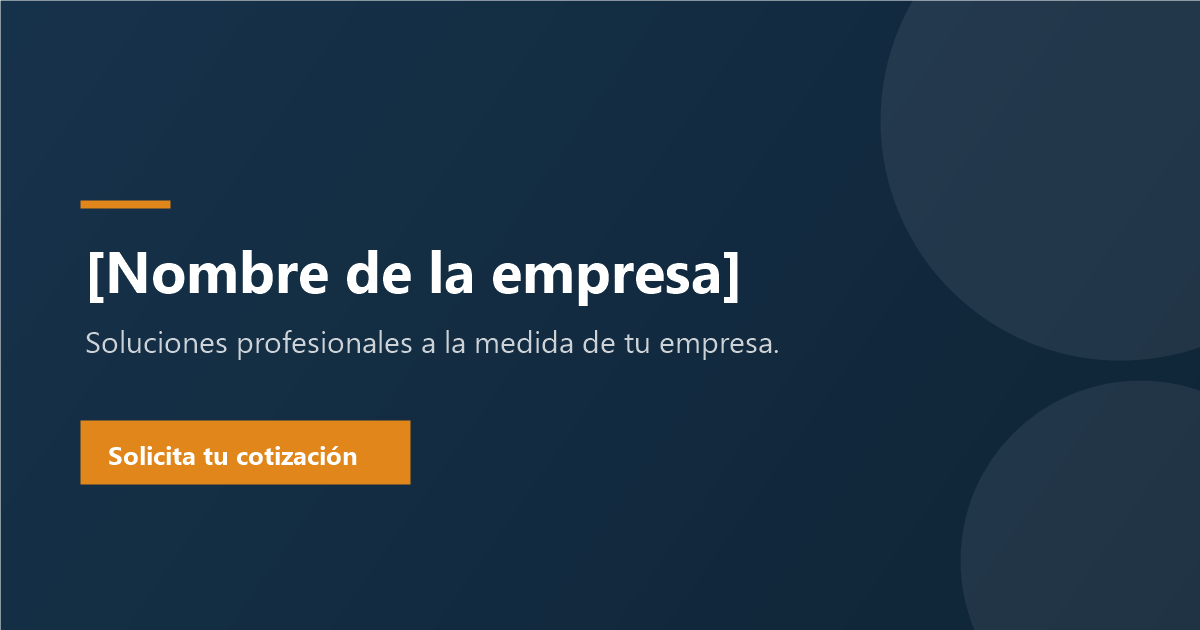 [Nombre de la empresa]
Soluciones profesionales a la medida de tu empresa.
Solicita tu cotización